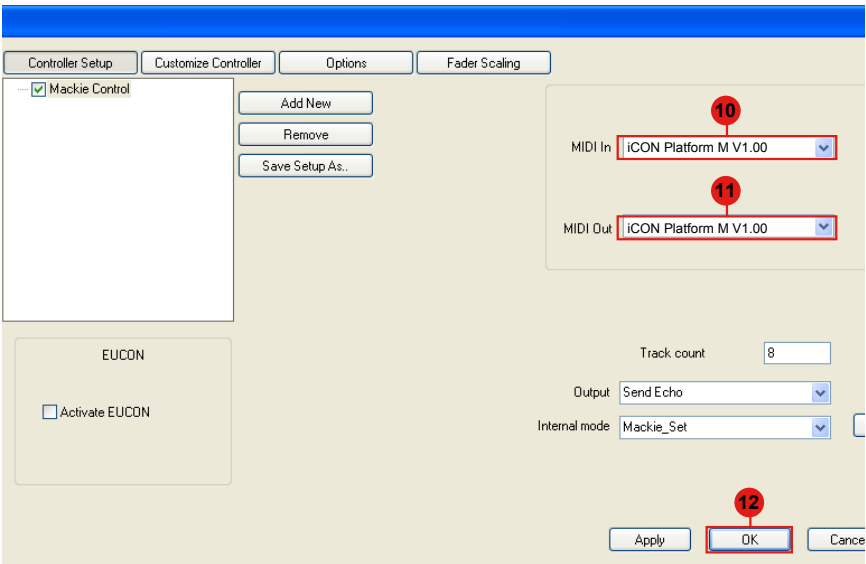 Controller Setup Customize Controller Options Fader Scaling
Mackie Control
Add New
Remove
Save Setup As..
10
MIDI In iCON Platform M V1.00
11
MIDI Out iCON Platform M V1.00
EUCON
Activate EUCON
Track count 8
Output Send Echo
Internal mode Mackie_Set
12
Apply OK Cance